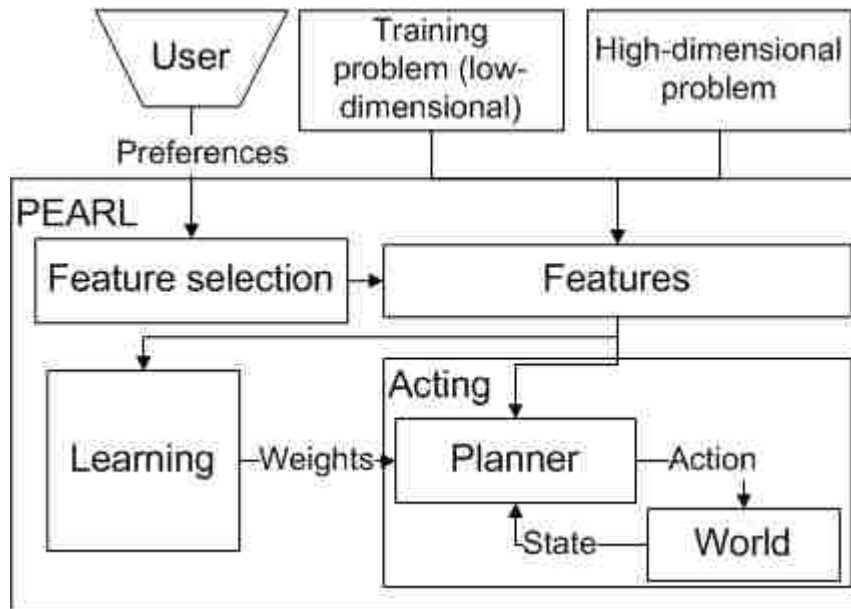 User
Training
problem (low-
dimensional)
High-dimensional
problem
Preferences
PEARL
Feature selection
Features
Acting
Learning
Weights
Planner
Action
State
World